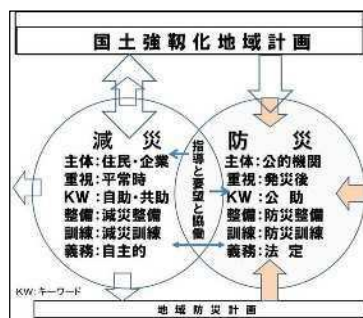 国土強靱化地域計画
減災
主体:住民・企業
重視:平常時
KW:自助・共助
整備:減災整備
訓練:減災訓練
義務:自主的
指導と要望と協働
防災
主体:公的機関
重視:発災後
KW:公助
整備:防災整備
訓練:防災訓練
義務:法定
KW:キーワード
地域防災計画